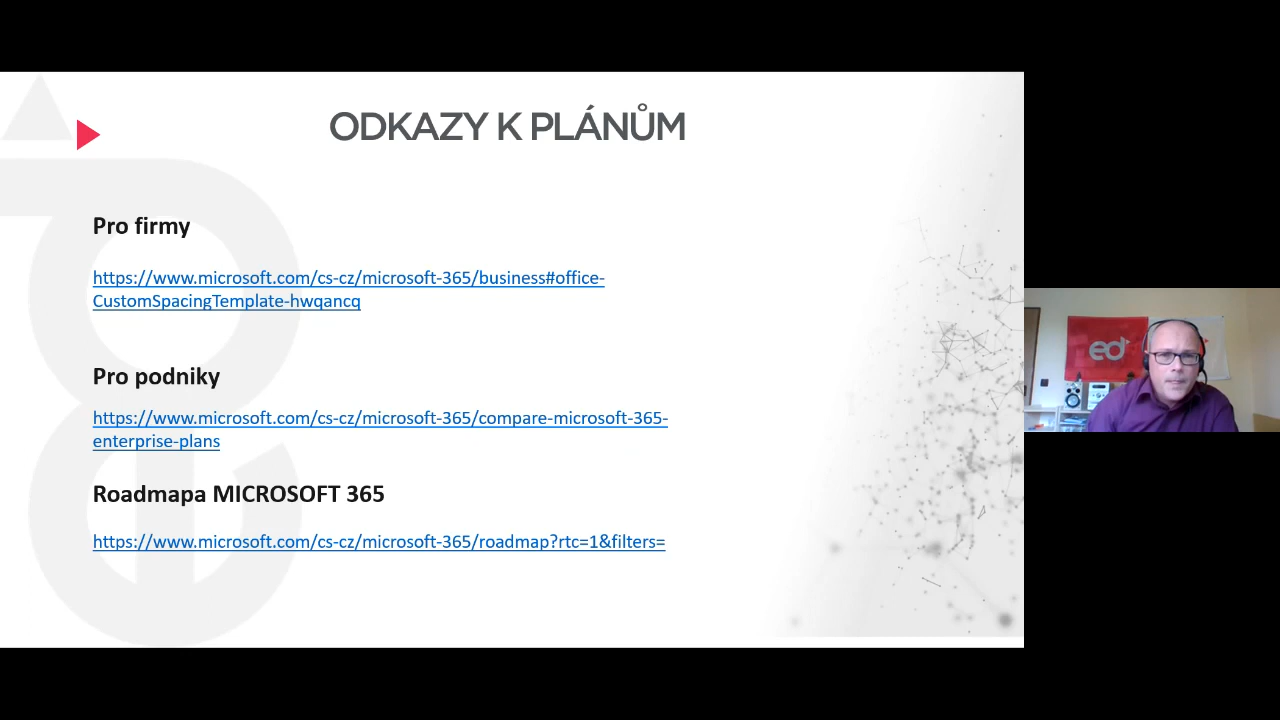 ODKAZY K PLÁNŮM
Pro firmy
https://www.microsoft.com/cs-cz/microsoft-365/business#office-
CustomSpacingTemplate-hwqancq
Pro podniky
https://www.microsoft.com/cs-cz/microsoft-365/compare-microsoft-365-
enterprise-plans
Roadmapa MICROSOFT 365
https://www.microsoft.com/cs-cz/microsoft-365/roadmap?rtc=1&filters=
ed